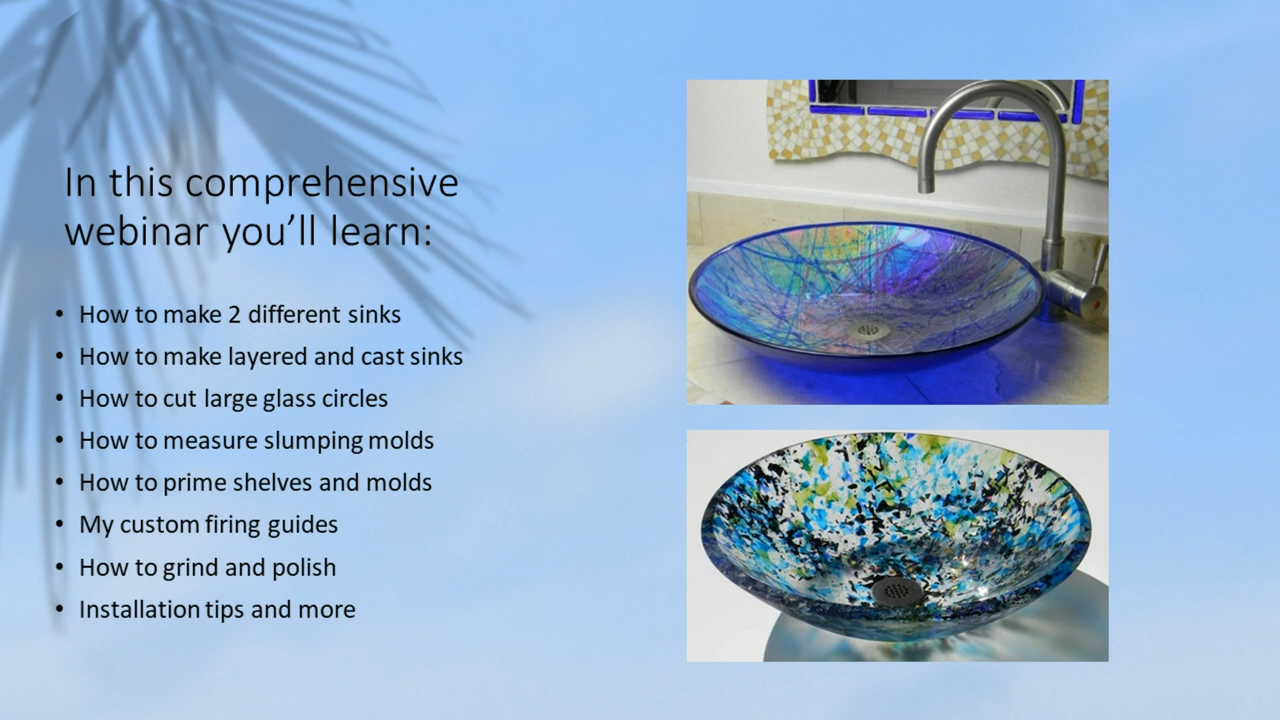 In this comprehensive
webinar you’ll learn:
• How to make 2 different sinks
• How to make layered and cast sinks
• How to cut large glass circles
• How to measure slumping molds
• How to prime shelves and molds
• My custom firing guides
• How to grind and polish
• Installation tips and more